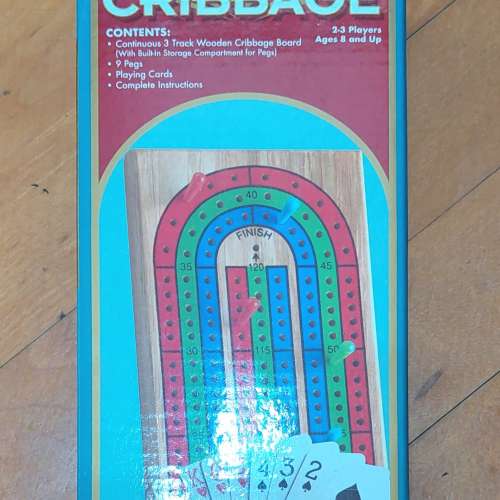 CRIBBAGE
CONTENTS:
• Continuous 3 Track Wooden Cribbage Board
(With Built-In Storage Compartment for Pegs)
• 9 Pegs
• Playing Cards
• Complete Instructions
2-3 Players
Ages 8 and Up
40
FINISH
35
120
45
30
115
50
K
4
3
2